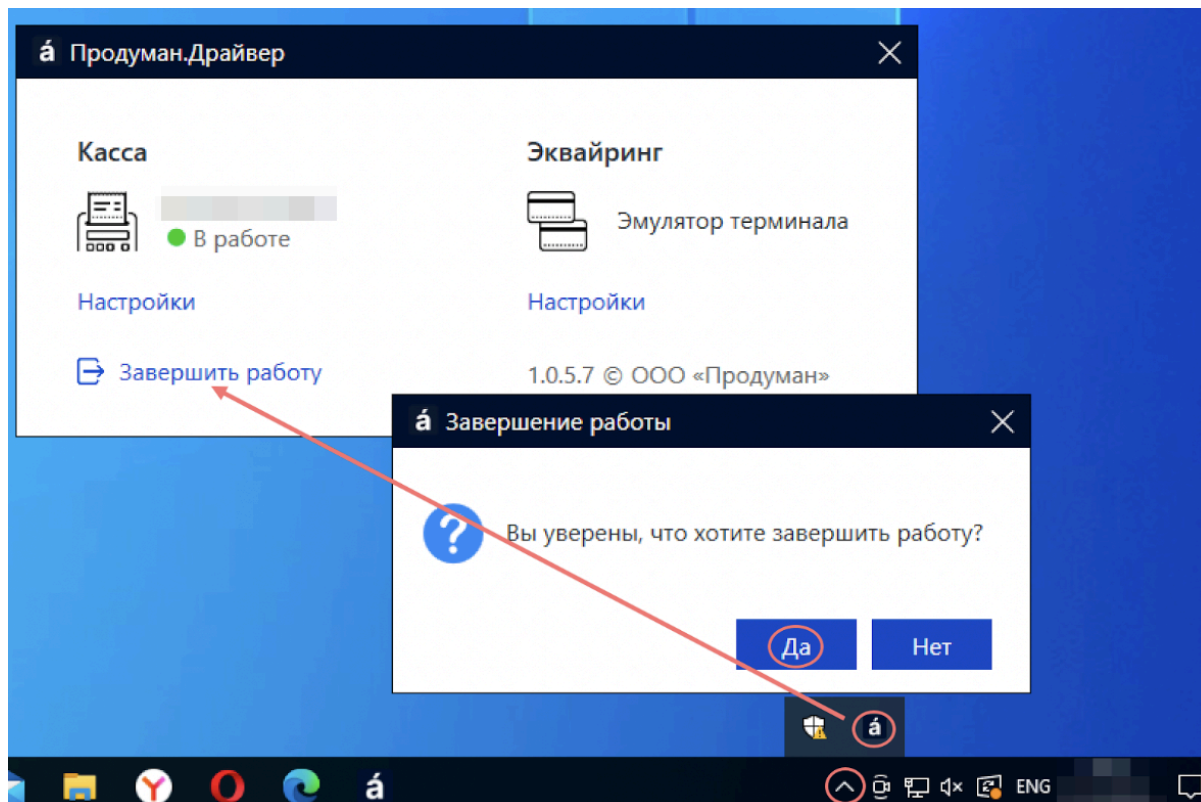 á Продуман.Драйвер
Касса
Эквайринг
В работе
Эмулятор терминала
Настройки
Настройки
Завершить работу
1.0.5.7 © ООО «Продуман»
á Завершение работы
?
Вы уверены, что хотите завершить работу?
Да
Нет
á
á
ENG